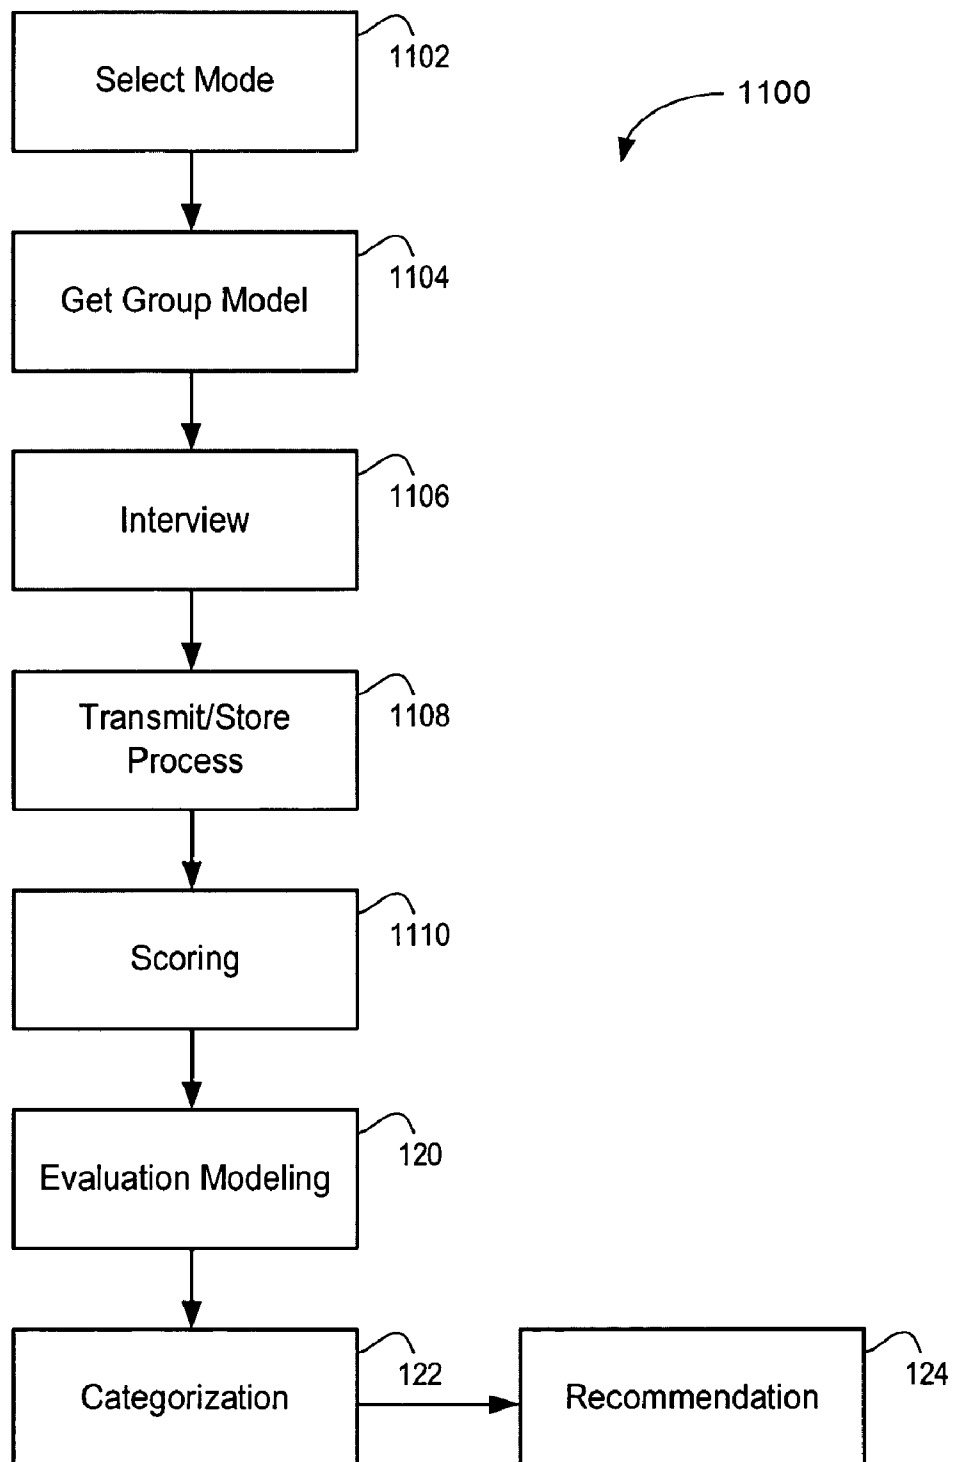 Select Mode
1102
1100
Get Group Model
1104
Interview
1106
Transmit/Store
Process
1108
Scoring
1110
Evaluation Modeling
120
Categorization
122
Recommendation
124